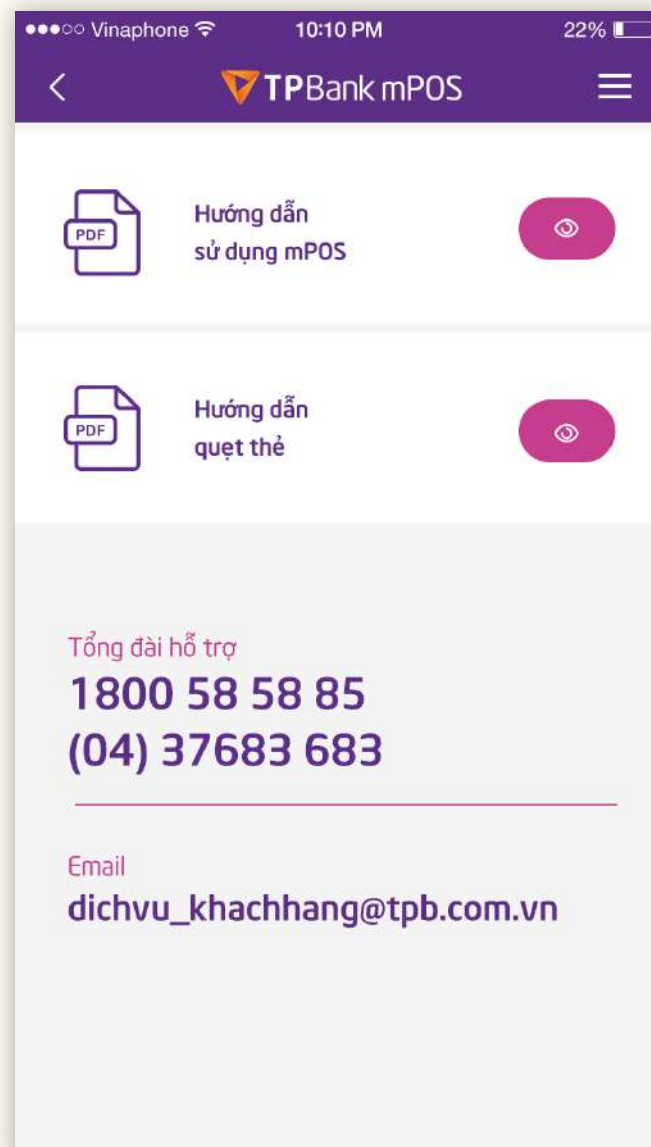 Vinaphone 10:10 PM 22%
TPBank mPOS
PDF
Hướng dẫn
sử dụng mPOS
PDF
Hướng dẫn
quẹt thẻ
Tổng đài hỗ trợ
1800 58 58 85
(04) 37683 683
Email
dichvu_khachhang@tpb.com.vn